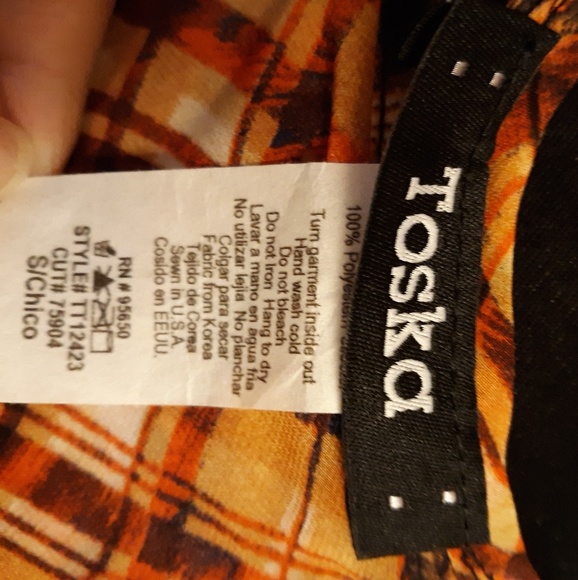 Toska
100% Polyester
Turn garment inside out
Hand wash cold
Do not bleach
Do not Iron Hang to dry
Lavar a mano en agua fria
No utilizar lejia No planchar
Colgar para secar
Fabric from Korea
Tejido de Corea
Sewn in U.S.A.
Cosido en EEUU.
RN # 95650
STYLE# TT12423
CUT# 75904
S/Chico